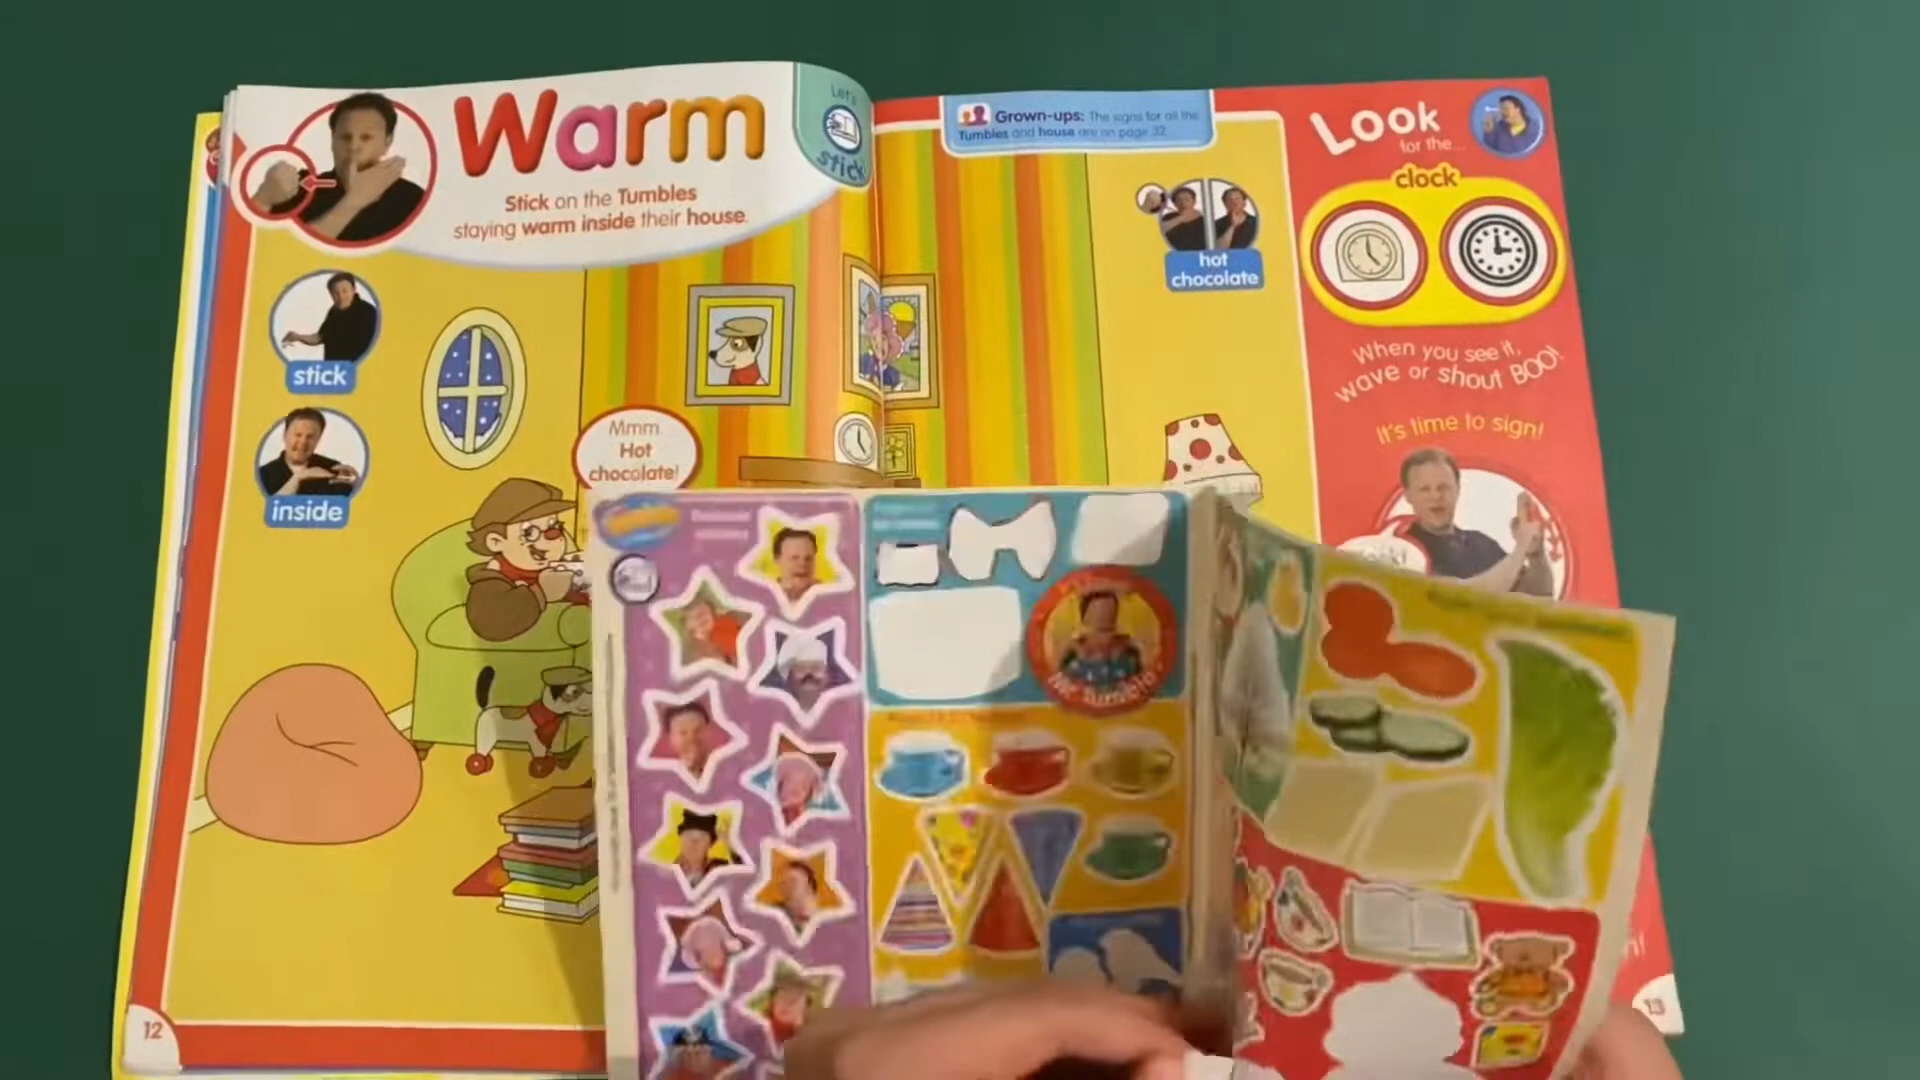 Warm
Let's
stick
Stick on the Tumbles
staying warm inside their house.
stick
inside
Mmm
Hot
chocolate!
Grown-ups: The signs for all the
Tumbles and house are on page 32
hot
chocolate
Look
for the...
clock
When you see it,
wave or shout BOO!
It's time to sign!
Mr Tumble
12
13